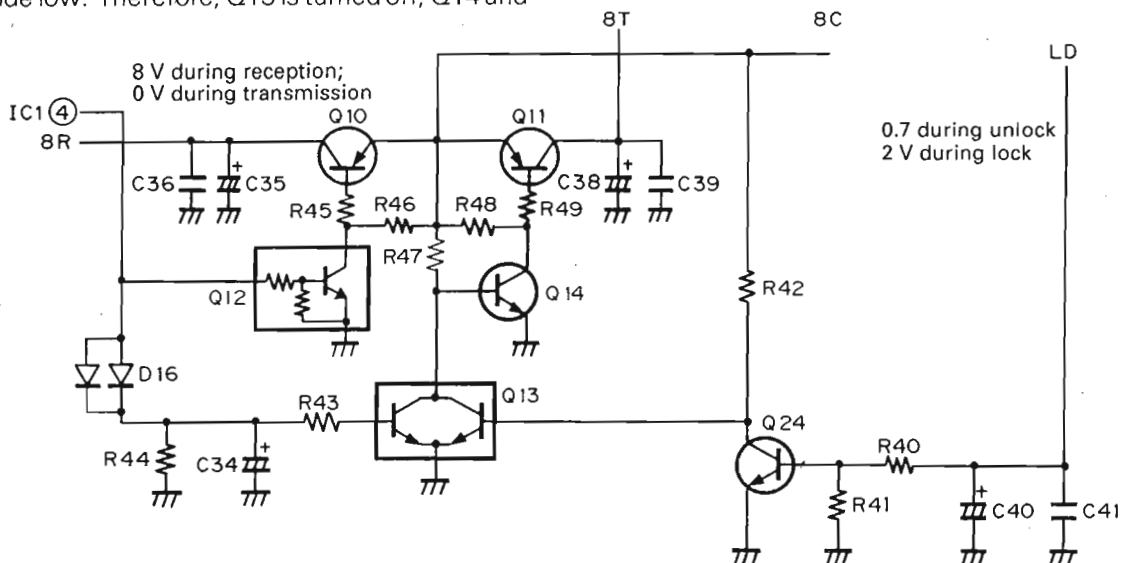 8T
8C
LD
8 V during reception;
0 V during transmission
IC1 4
Q10
Q11
8R
0.7 during unlock
2 V during lock
C36
+
C35
R45
R46
R48
R49
+
C38
C39
R47
Q12
Q14
R42
D16
R43
Q13
Q24
R44
C34
+
R40
R41
+
C40
C41